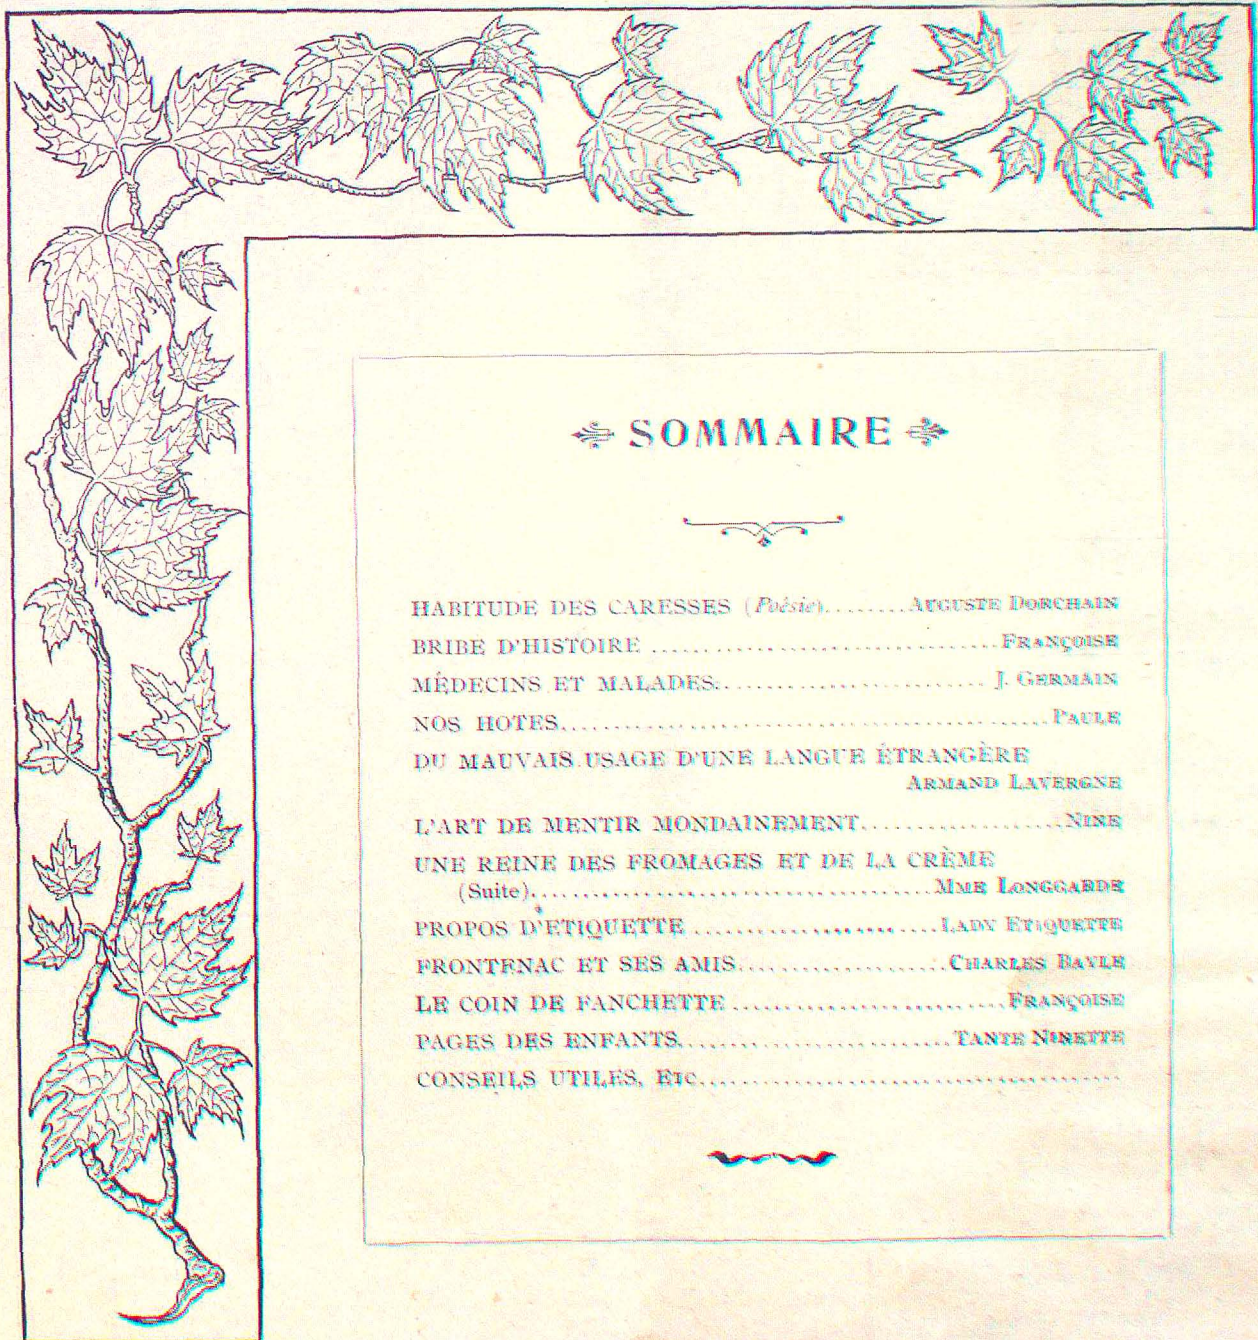 SOMMAIRE
HABITUDE DES CARESSES (Poésie)........AUGUSTE DORCHAIN
BRIBE D'HISTOIRE ................................FRANÇOISE
MÉDECINS ET MALADES..........................J. GERMAIN
NOS HOTES.............................................PAULE
DU MAUVAIS USAGE D'UNE LANGUE ÉTRANGÈRE
ARMAND LAVERGNE
L'ART DE MENTIR MONDAINEMENT...................NINE
UNE REINE DES FROMAGES ET DE LA CRÈME
(Suite).....................................MME LONGGARDE
PROPOS D'ETIQUETTE .......................LADY ETIQUETTE
FRONTENAC ET SES AMIS....................CHARLES BAYLE
LE COIN DE FANCHETTE .........................FRANÇOISE
PAGES DES ENFANTS.........................TANTE NINETTE
CONSEILS UTILES, ETC.......................................